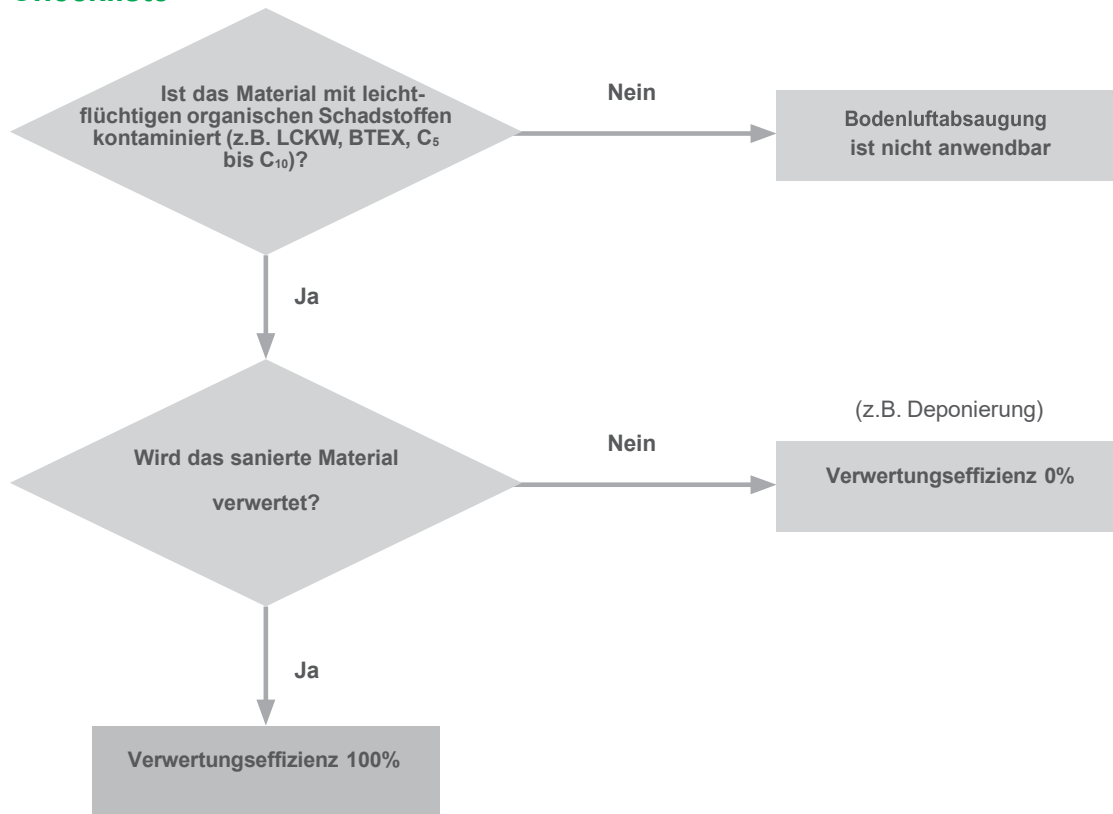 Ist das Material mit leicht-
flüchtigen organischen Schadstoffen
kontaminiert (z.B. LCKW, BTEX, C₅
bis C₁₀)?
Nein
Bodenluftabsaugung
ist nicht anwendbar
Ja
Wird das sanierte Material
verwertet?
Nein
(z.B. Deponierung)
Verwertungseffizienz 0%
Ja
Verwertungseffizienz 100%